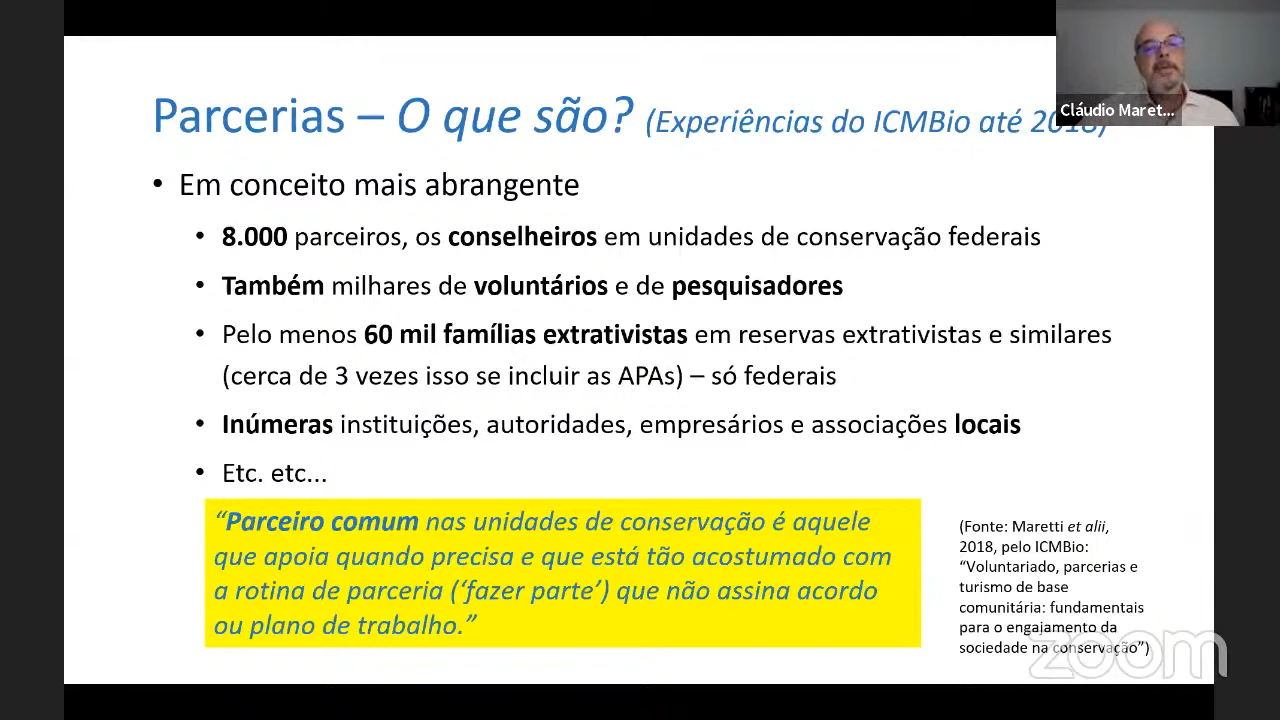 Parcerias – O que são? (Experiências do ICMBio até 2018)
Cláudio Maret...
• Em conceito mais abrangente
• 8.000 parceiros, os conselheiros em unidades de conservação federais
• Também milhares de voluntários e de pesquisadores
• Pelo menos 60 mil famílias extrativistas em reservas extrativistas e similares
(cerca de 3 vezes isso se incluir as APAs) – só federais
• Inúmeras instituições, autoridades, empresários e associações locais
• Etc. etc...
“Parceiro comum nas unidades de conservação é aquele
que apoia quando precisa e que está tão acostumado com
a rotina de parceria (‘fazer parte’) que não assina acordo
ou plano de trabalho.”
(Fonte: Maretti et alii,
2018, pelo ICMBio:
“Voluntariado, parcerias e
turismo de base
comunitária: fundamentais
para o engajamento da
sociedade na conservação”)
zoom